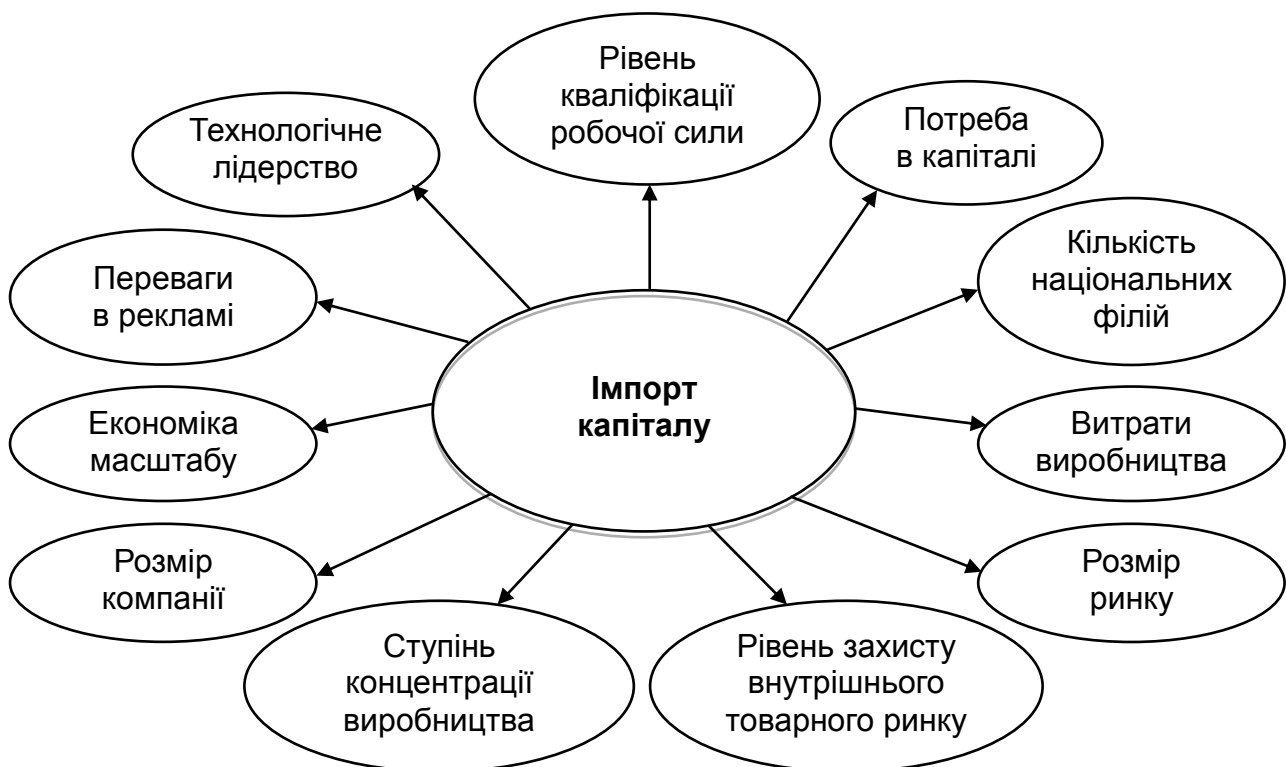 Рівень
кваліфікації
робочої сили
Технологічне
лідерство
Потреба
в капіталі
Переваги
в рекламі
Кількість
національних
філій
Імпорт
капіталу
Економіка
масштабу
Витрати
виробництва
Розмір
компанії
Розмір
ринку
Ступінь
концентрації
виробництва
Рівень захисту
внутрішнього
товарного ринку